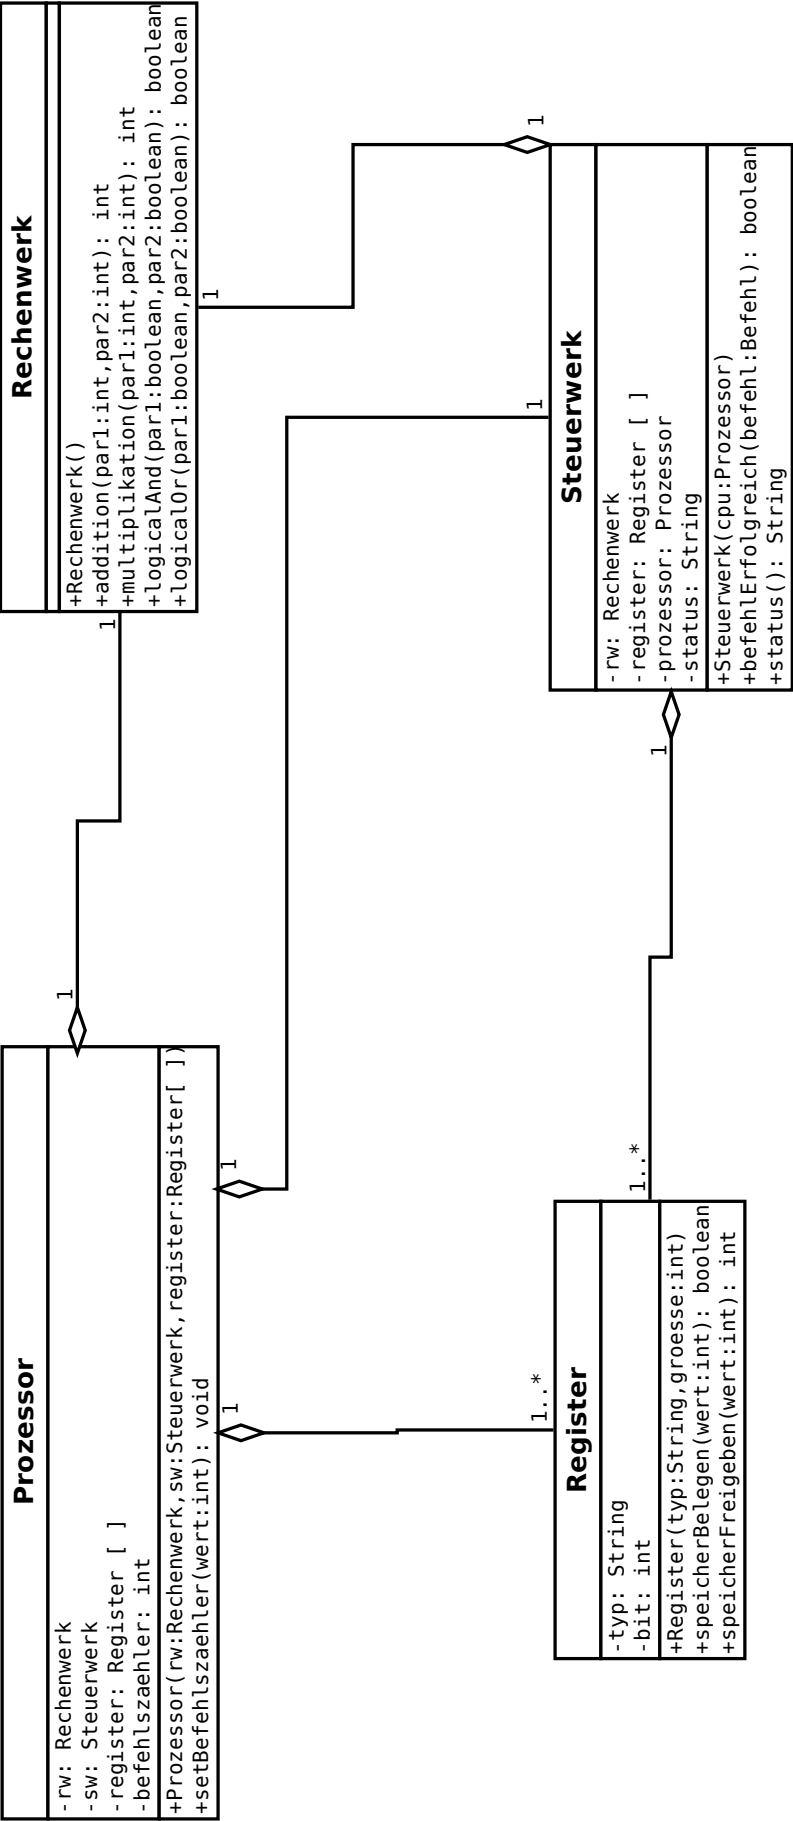 Prozessor
-rw: Rechenwerk
-sw: Steuerwerk
-register: Register [ ]
-befehlszaehler: int
+Prozessor(rw:Rechenwerk,sw:Steuerwerk,register:Register[ ])
+setBefehlszaehler(wert:int): void
1
1
1
Rechenwerk
+Rechenwerk()
+addition(par1:int,par2:int): int
+multiplikation(par1:int,par2:int): int
+logicalAnd(par1:boolean,par2:boolean): boolean
+logicalOr(par1:boolean,par2:boolean): boolean
1
1
Register
-typ: String
-bit: int
+Register(typ:String,groesse:int)
+speicherBelegen(wert:int): boolean
+speicherFreigeben(wert:int): int
1..*
1..*
Steuerwerk
-rw: Rechenwerk
-register: Register [ ]
-prozessor: Prozessor
-status: String
+Steuerwerk(cpu:Prozessor)
+befehlErfolgreich(befehl:Befehl): boolean
+status(): String
1
1
1